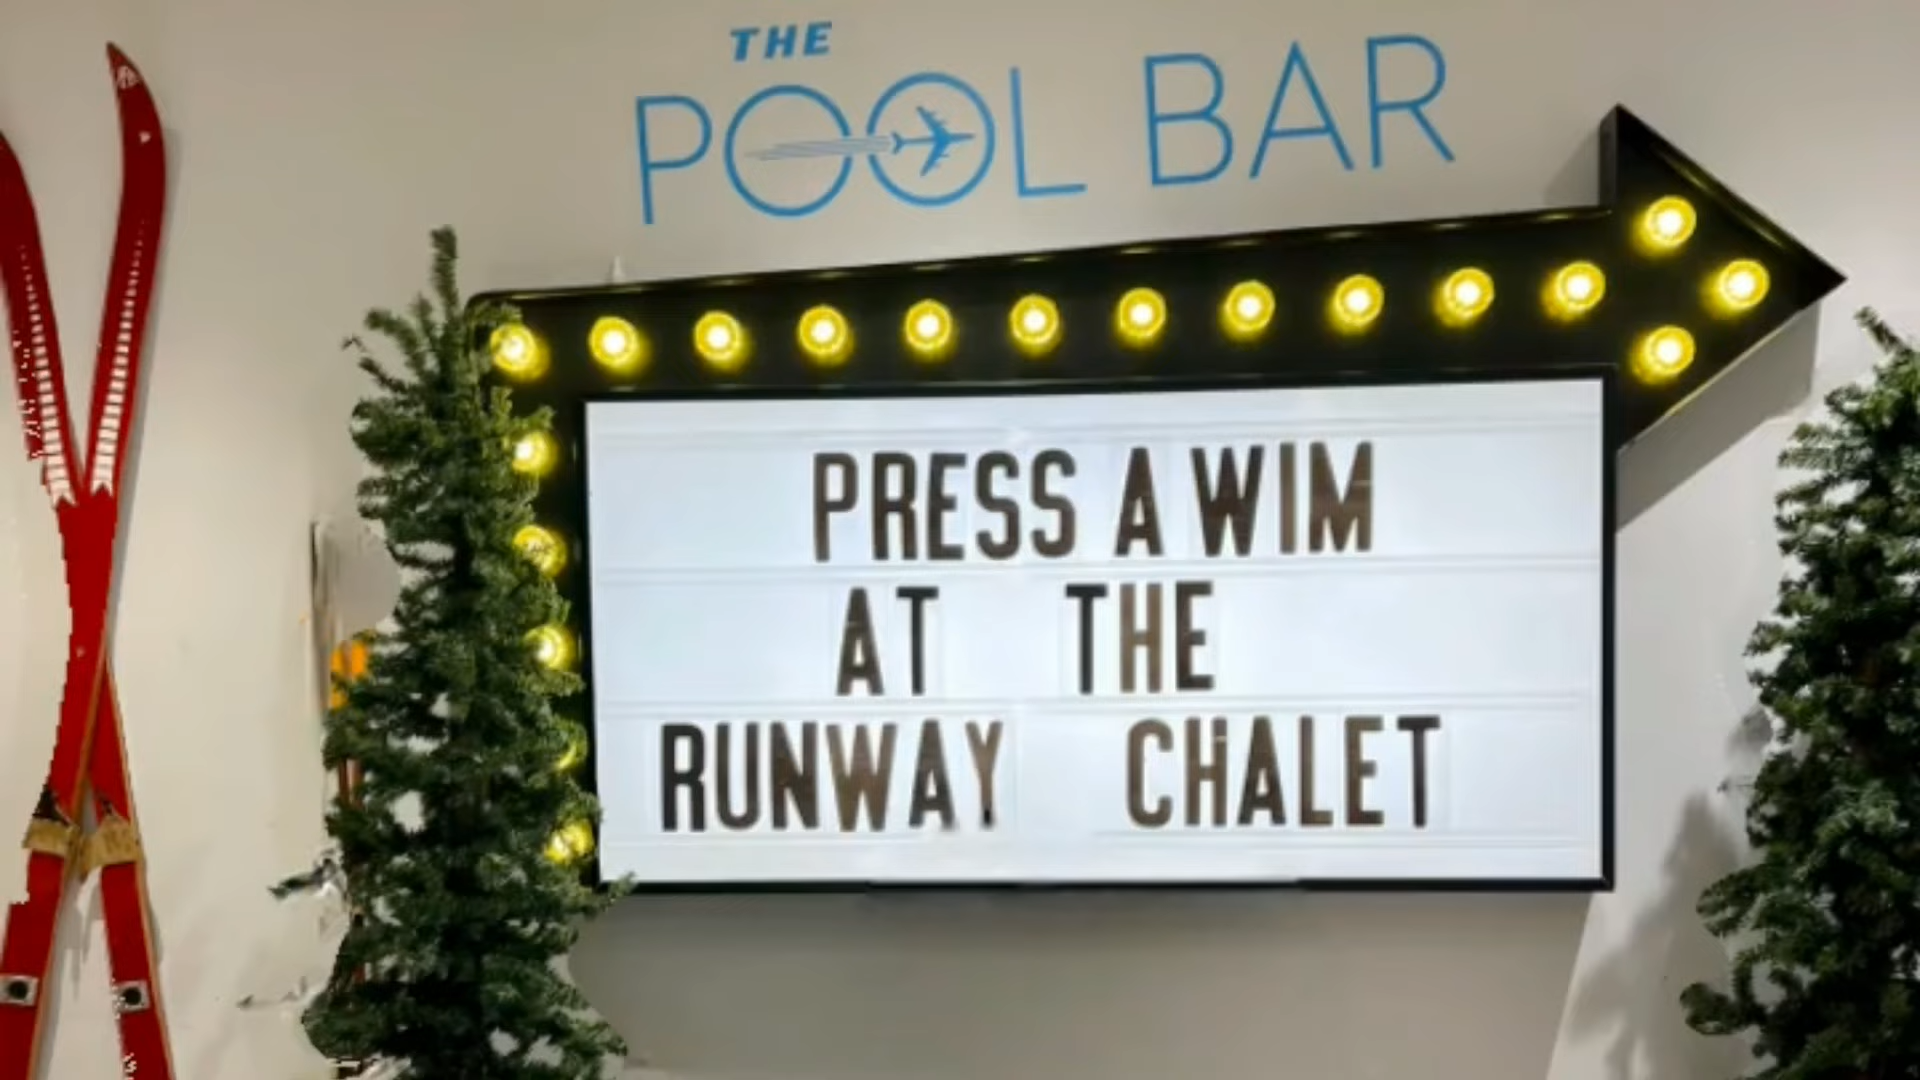 THE
POOL BAR
PRESS A WIM
AT THE
RUNWAY CHALET